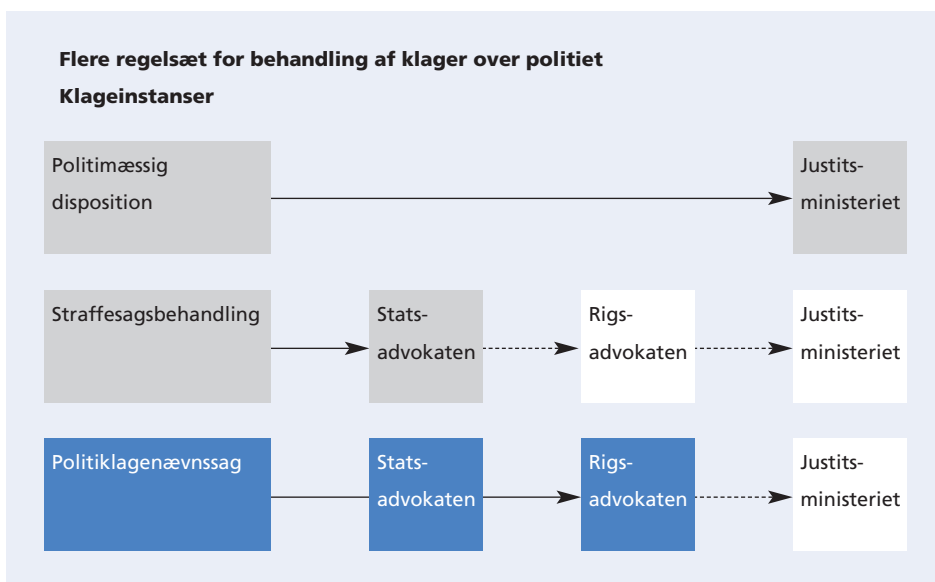 Flere regelsæt for behandling af klager over politiet
Klageinstanser
Politimæssig
disposition
Justits-
ministeriet
Straffesagsbehandling
Stats-
advokaten
Rigs-
advokaten
Justits-
ministeriet
Politiklagenævnssag
Stats-
advokaten
Rigs-
advokaten
Justits-
ministeriet